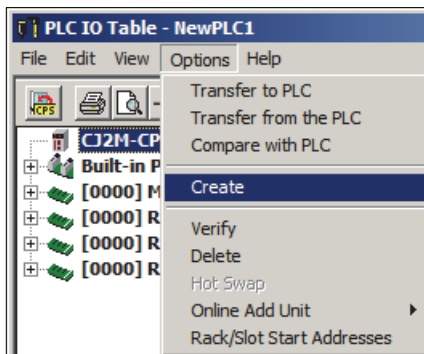 PLC IO Table - NewPLC1
File Edit View Options Help
CPS
CJ2M-CP
Built-in P
[0000] M
[0000] R
[0000] R
[0000] R
Transfer to PLC
Transfer from the PLC
Compare with PLC
Create
Verify
Delete
Hot Swap
Online Add Unit
Rack/Slot Start Addresses